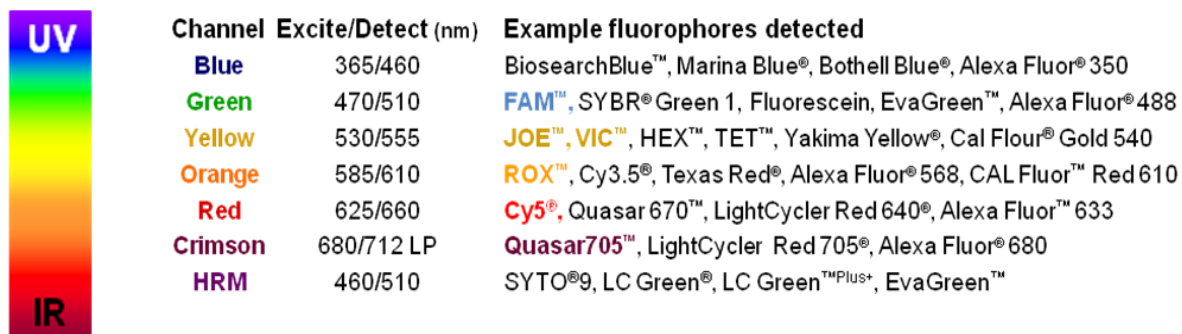 UV
Channel Excite/Detect (nm) Example fluorophores detected
Blue 365/460 BiosearchBlue™, Marina Blue®, Bothell Blue®, Alexa Fluor® 350
Green 470/510 FAM™, SYBR® Green 1, Fluorescein, EvaGreen™, Alexa Fluor® 488
Yellow 530/555 JOE™, VIC™, HEX™, TET™, Yakima Yellow®, Cal Flour® Gold 540
Orange 585/610 ROX™, Cy3.5®, Texas Red®, Alexa Fluor® 568, CAL Fluor™ Red 610
Red 625/660 Cy5®, Quasar 670™, LightCycler Red 640®, Alexa Fluor™ 633
Crimson 680/712 LP Quasar705™, LightCycler Red 705®, Alexa Fluor® 680
HRM 460/510 SYTO®9, LC Green®, LC Green™Plus+, EvaGreen™
IR